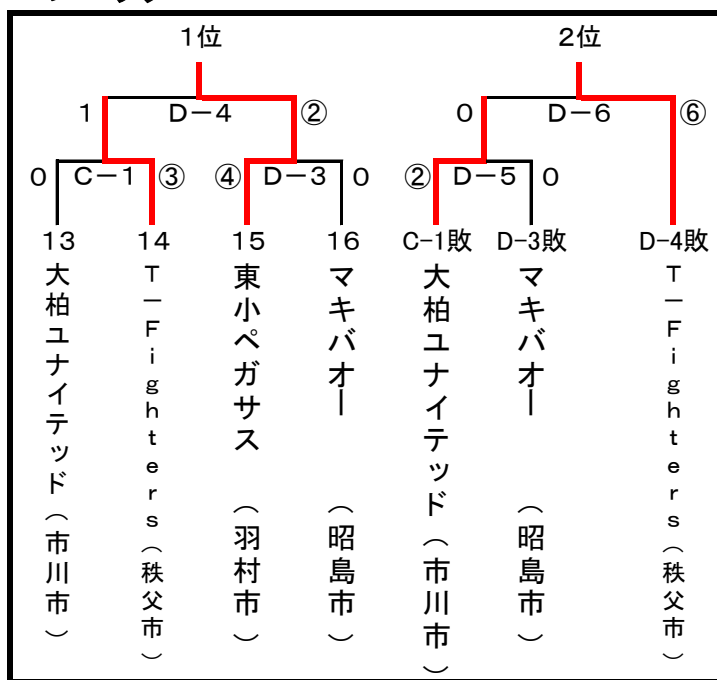 1位 2位
1 D-4 ② 0 D-6 ⑥
0 C-1 ③ ④ D-3 0 ② D-5 0
13 14 15 16 C-1敗 D-3敗 D-4敗
大柏ユナイテッド(市川市)
T-Fighters(秩父市)
東小ペガサス(羽村市)
マキバオー(昭島市)
大柏ユナイテッド(市川市)
マキバオー(昭島市)
T-Fighters(秩父市)